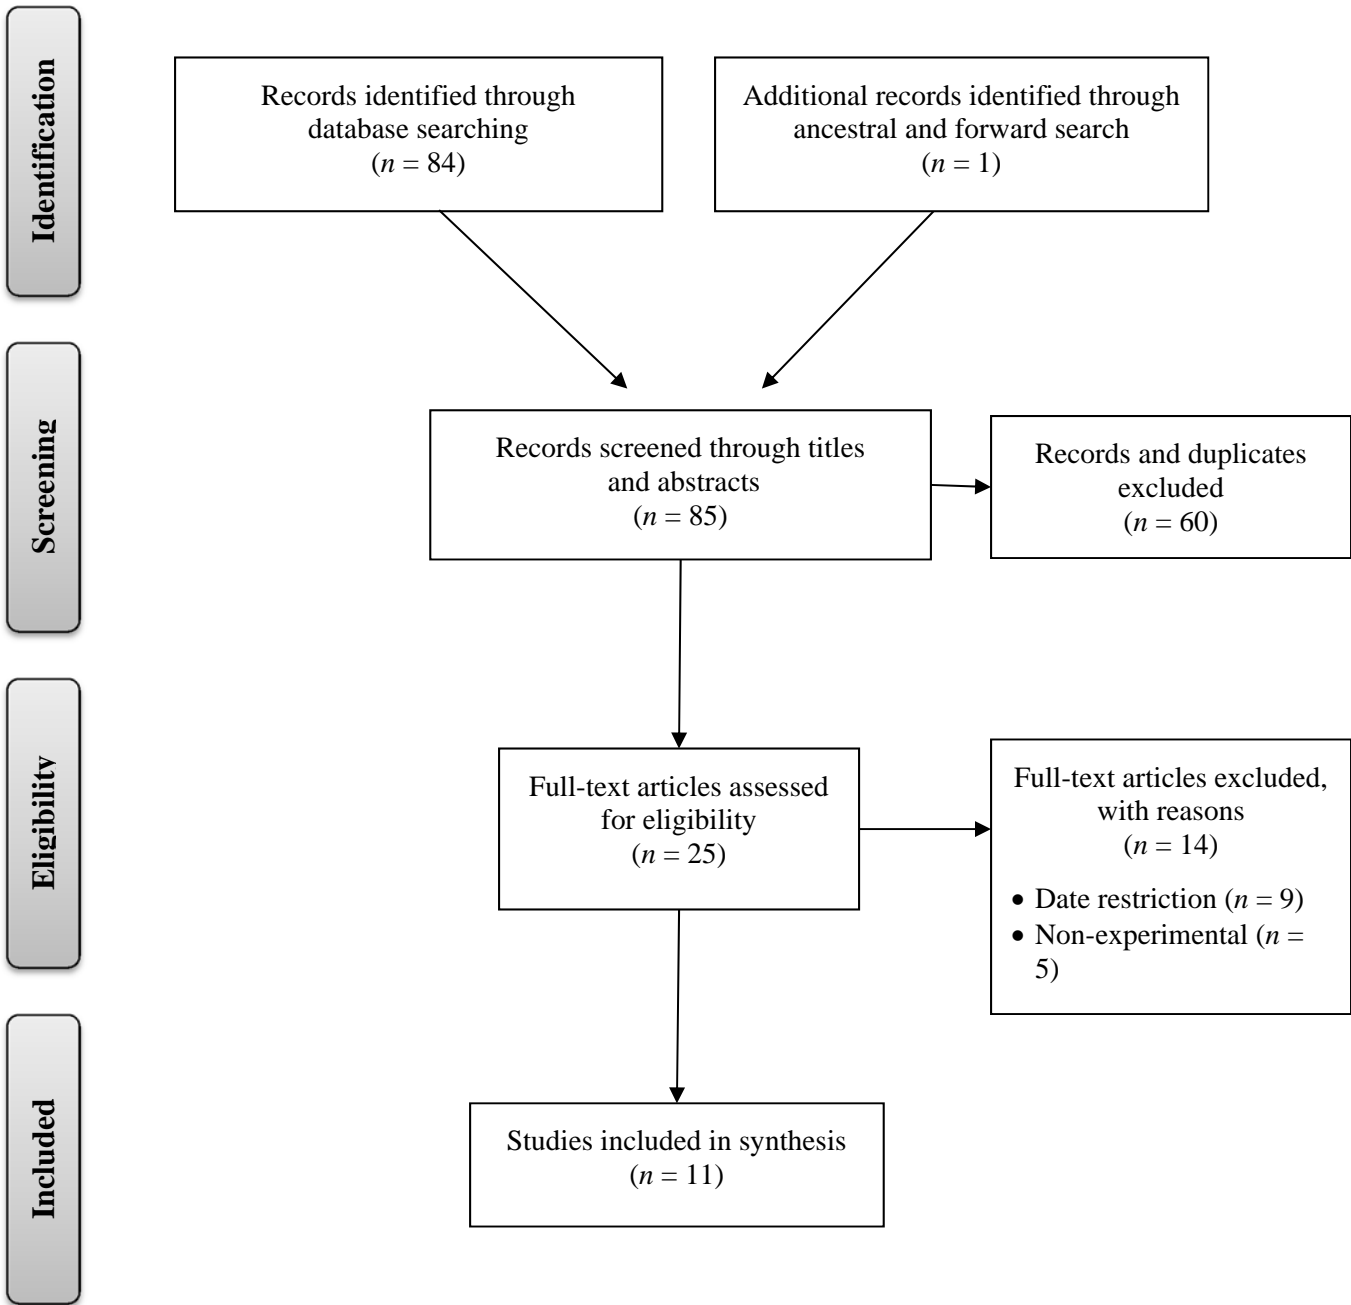 Identification
Records identified through
database searching
(n = 84)
Additional records identified through
ancestral and forward search
(n = 1)
Screening
Records screened through titles
and abstracts
(n = 85)
Records and duplicates
excluded
(n = 60)
Eligibility
Full-text articles assessed
for eligibility
(n = 25)
Full-text articles excluded,
with reasons
(n = 14)
• Date restriction (n = 9)
• Non-experimental (n =
5)
Included
Studies included in synthesis
(n = 11)